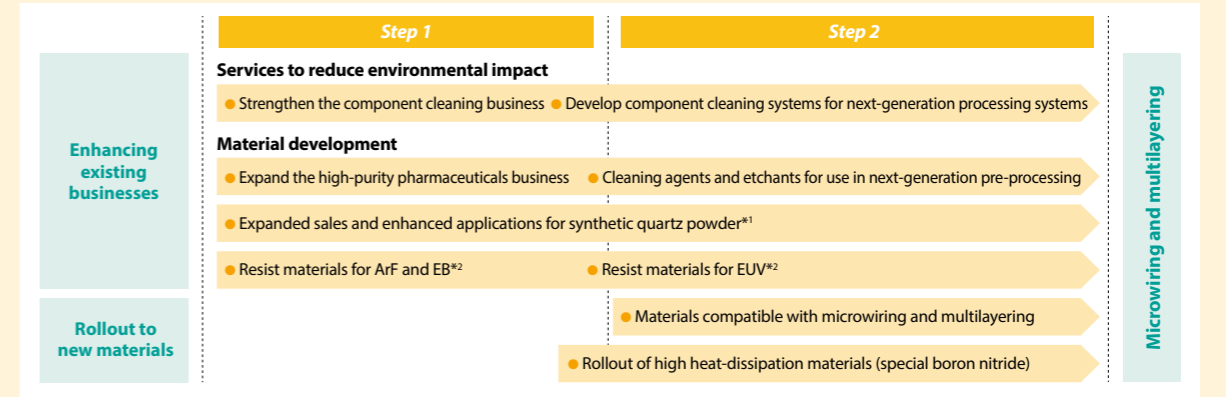 Step 1
Step 2
Enhancing
existing
businesses
Services to reduce environmental impact
● Strengthen the component cleaning business ● Develop component cleaning systems for next-generation processing systems
Material development
● Expand the high-purity pharmaceuticals business ● Cleaning agents and etchants for use in next-generation pre-processing
● Expanded sales and enhanced applications for synthetic quartz powder*1
● Resist materials for ArF and EB*2 ● Resist materials for EUV*2
Rollout to
new materials
● Materials compatible with microwiring and multilayering
● Rollout of high heat-dissipation materials (special boron nitride)
Microwiring and multilayering